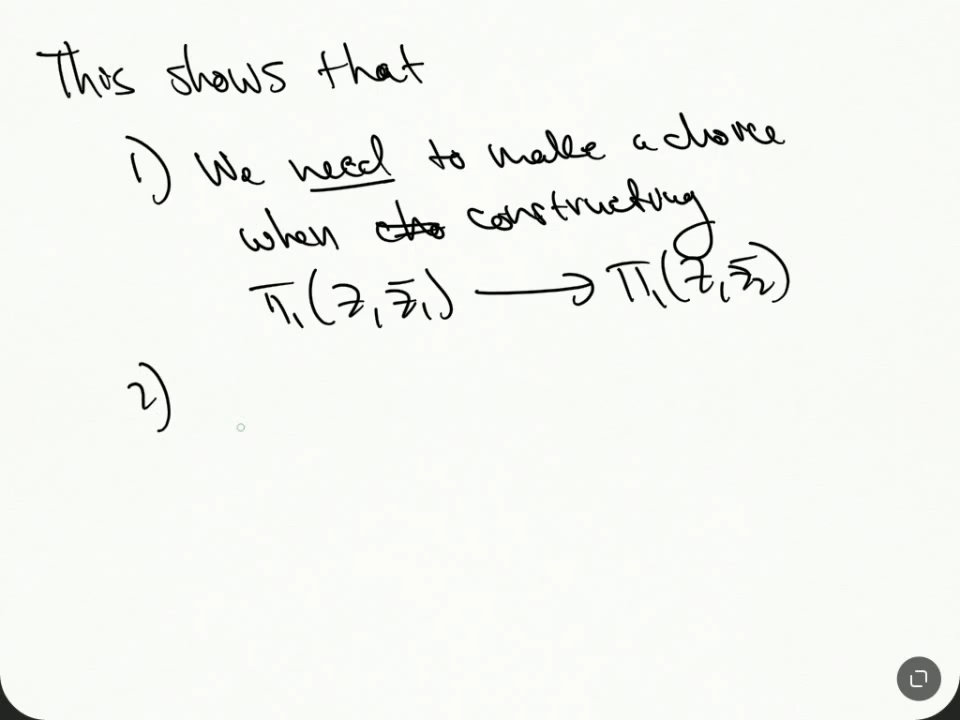 This shows that
1) We need to make a choice
when constructing
π₁(Z, z̄₁) ⟶ π₁(Z, z̄₂)
2)